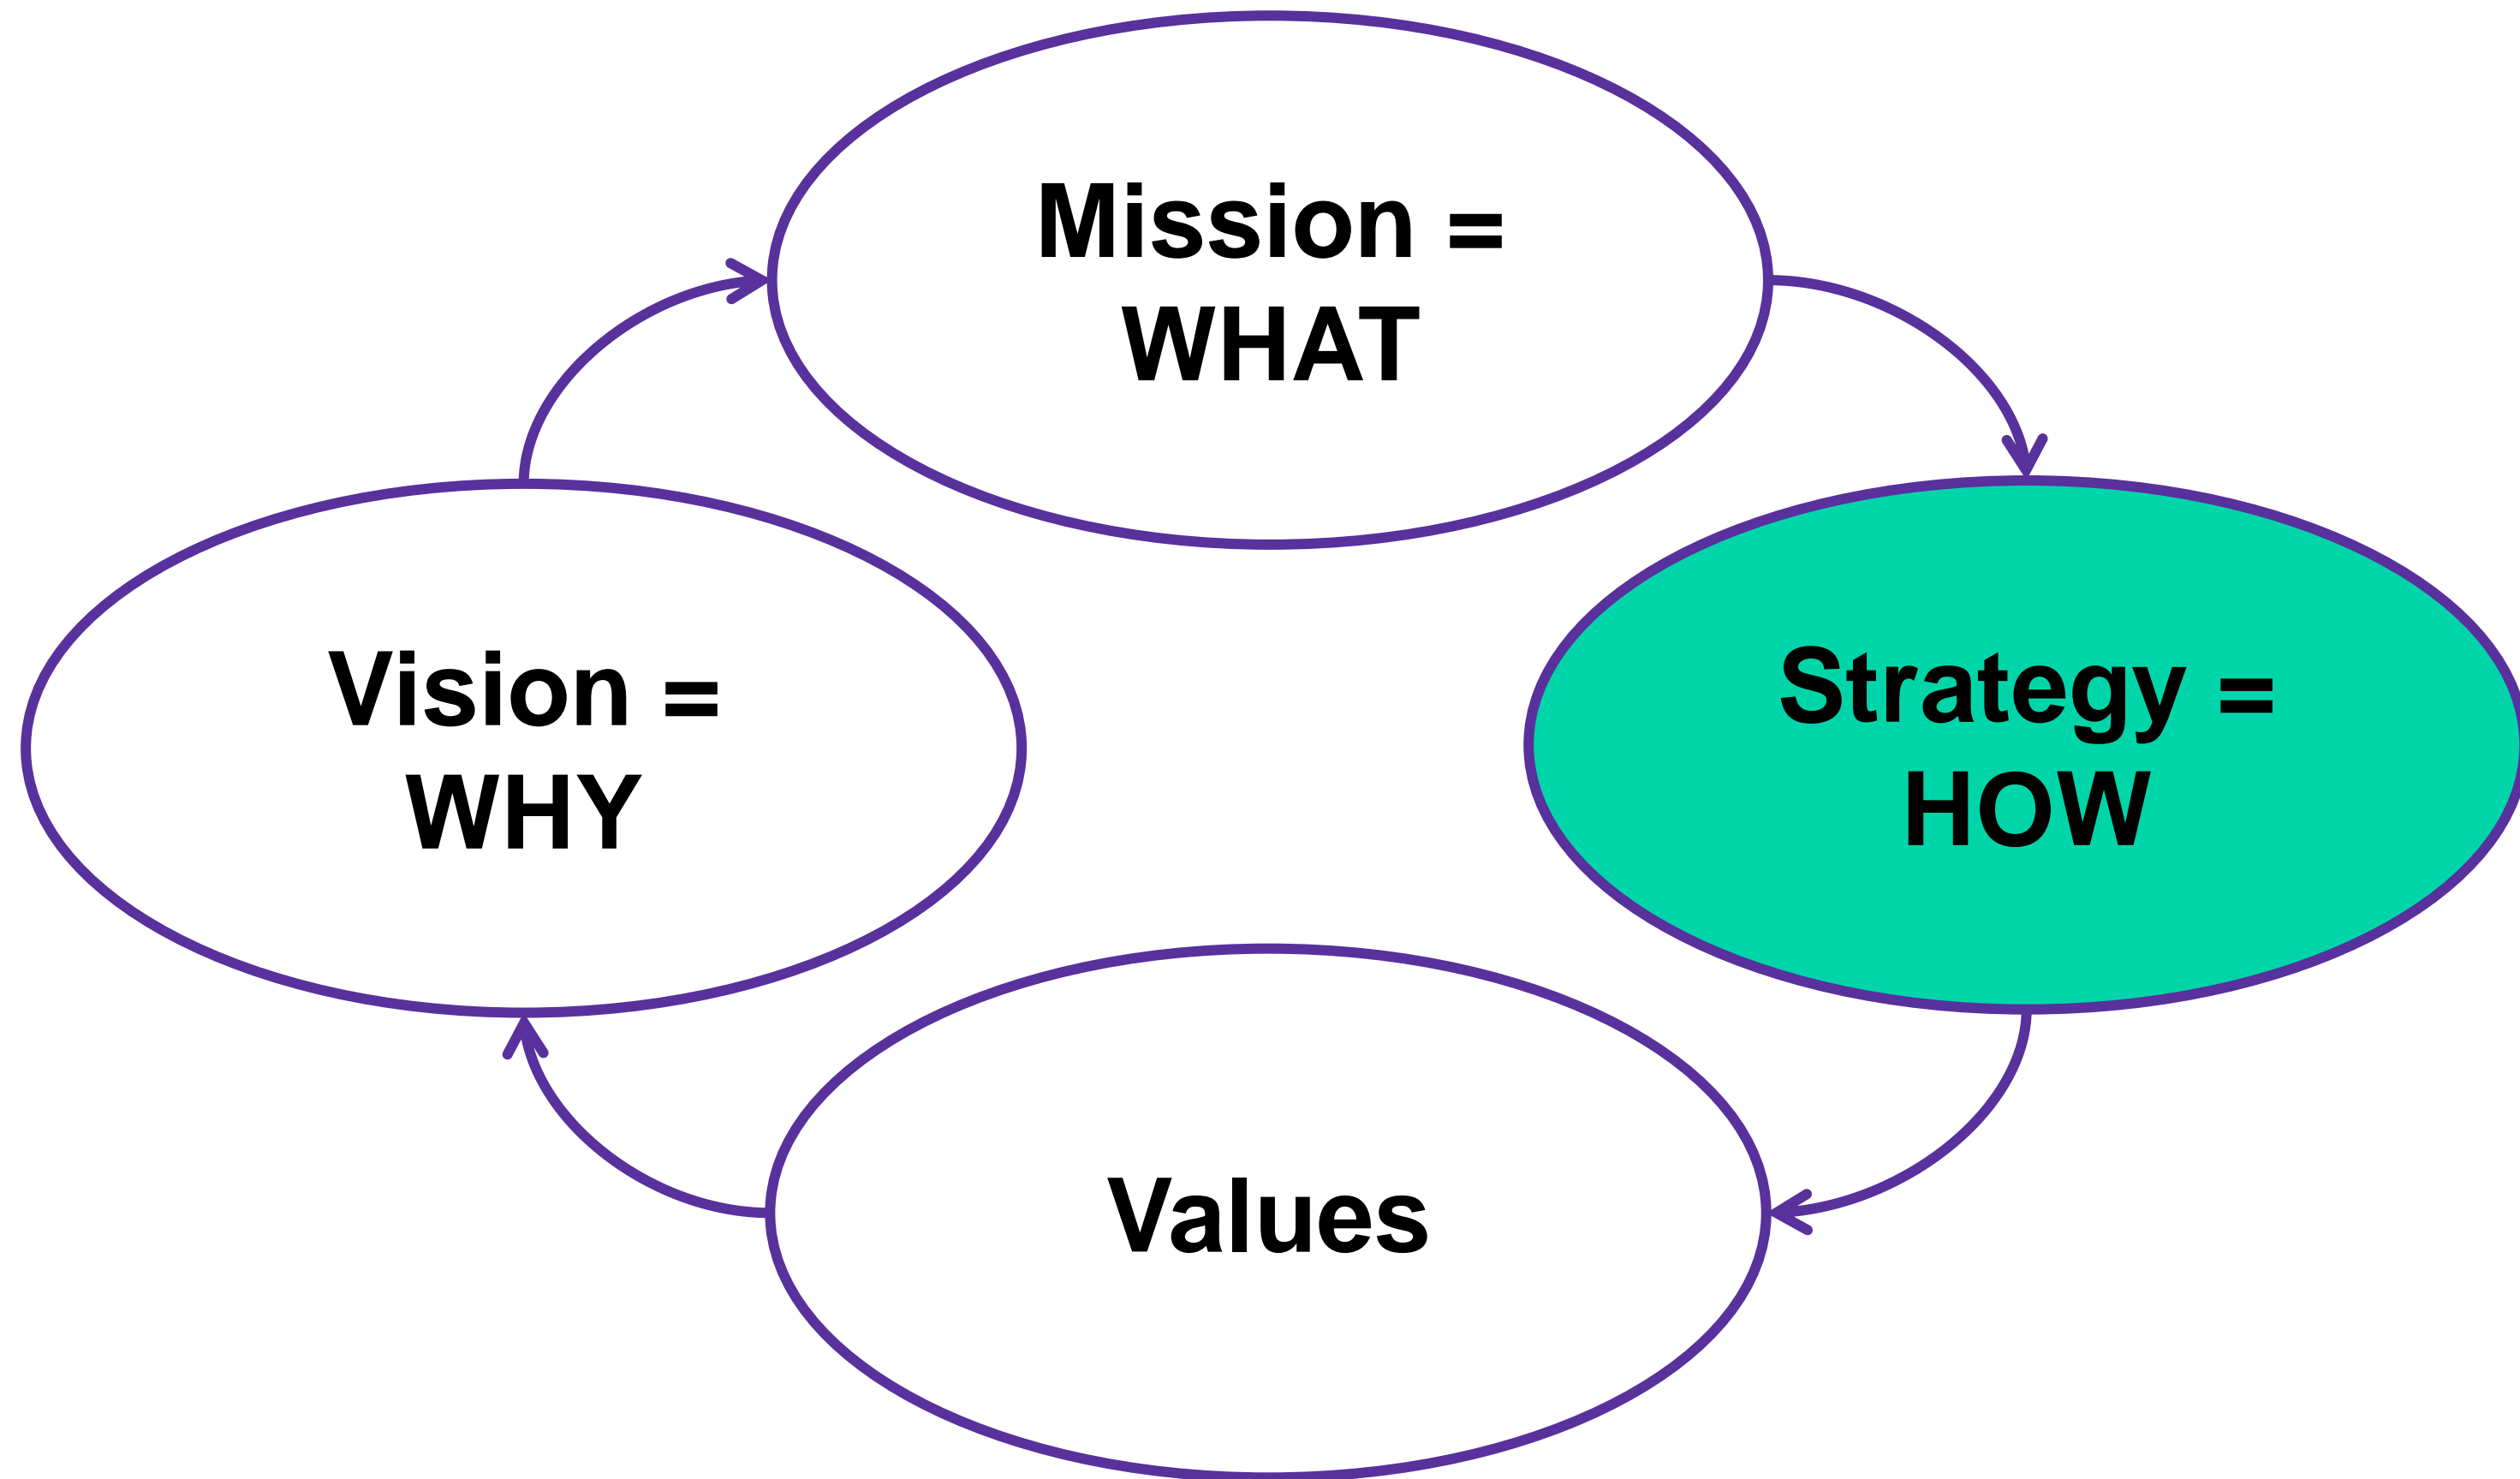 Mission =
WHAT
Vision =
WHY
Strategy =
HOW
Values